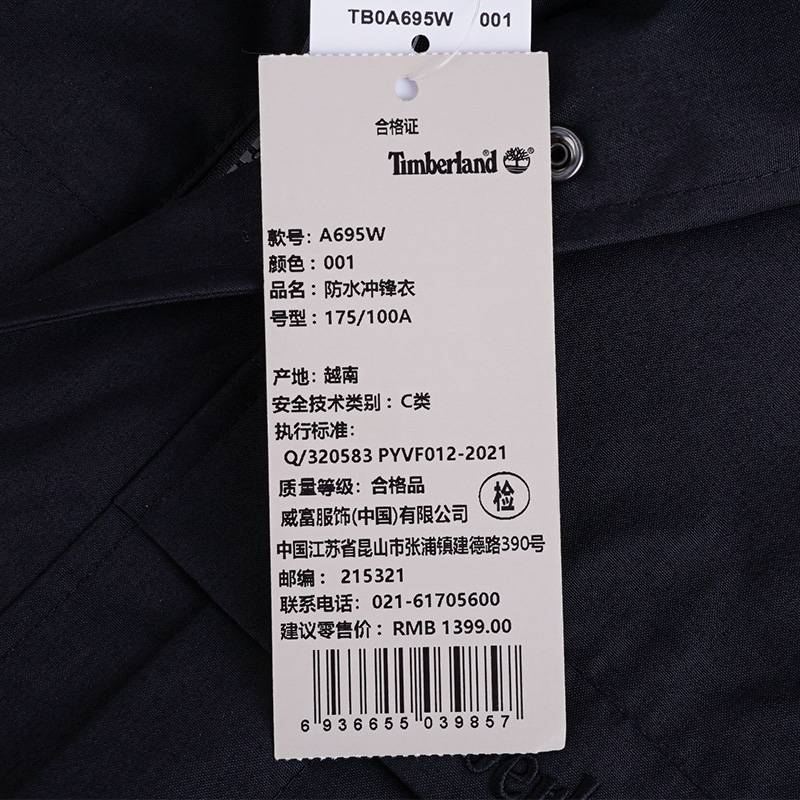 TB0A695W 001
合格证
Timberland®
款号: A695W
颜色: 001
品名: 防水冲锋衣
号型: 175/100A
产地: 越南
安全技术类别: C类
执行标准:
Q/320583 PYVF012-2021
质量等级: 合格品
检
威富服饰(中国)有限公司
中国江苏省昆山市张浦镇建德路390号
邮编: 215321
联系电话: 021-61705600
建议零售价: RMB 1399.00
6 936655 039857